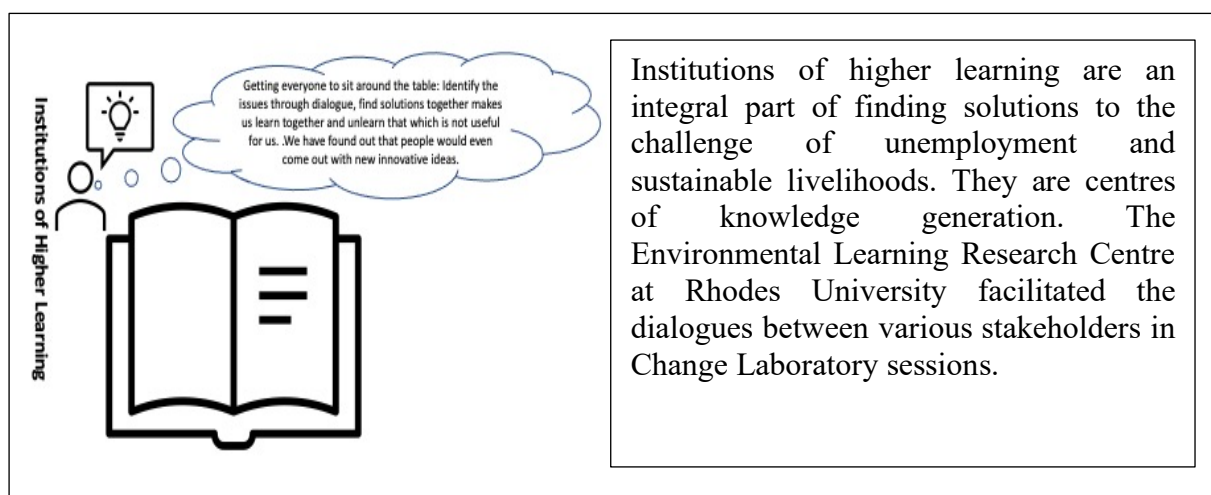 Institutions of Higher Learning
Getting everyone to sit around the table: Identify the
issues through dialogue, find solutions together makes
us learn together and unlearn that which is not useful
for us. .We have found out that people would even
come out with new innovative ideas.
Institutions of higher learning are an
integral part of finding solutions to the
challenge of unemployment and
sustainable livelihoods. They are centres
of knowledge generation. The
Environmental Learning Research Centre
at Rhodes University facilitated the
dialogues between various stakeholders in
Change Laboratory sessions.